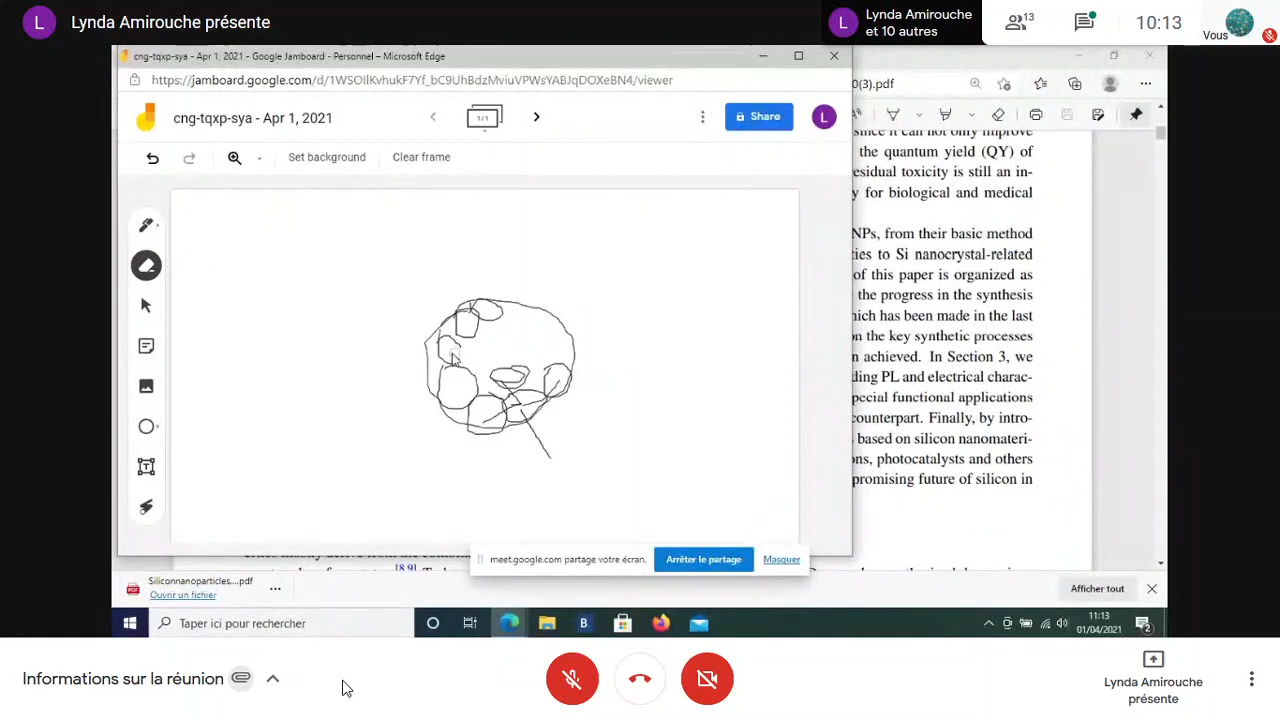 L Lynda Amirouche présente
L Lynda Amirouche
et 10 autres
13
10:13
Vous
cng-tqxp-sya - Apr 1, 2021 - Google Jamboard - Personnel — Microsoft Edge
https://jamboard.google.com/d/1WSOIlKvhukF7Yf_bC9UhBdzMviuVPWsYABJqDOXeBN4/viewer
0(3).pdf
cng-tqxp-sya - Apr 1, 2021
1/1
Share
L
Set background
Clear frame
since it can not only improve
the quantum yield (QY) of
residual toxicity is still an in-
y for biological and medical
NPs, from their basic method
ties to Si nanocrystal-related
of this paper is organized as
the progress in the synthesis
hich has been made in the last
on the key synthetic processes
n achieved. In Section 3, we
ding PL and electrical charac-
special functional applications
counterpart. Finally, by intro-
based on silicon nanomateri-
ons, photocatalysts and others
promising future of silicon in
meet.google.com partage votre écran.
Arrêter le partage
Masquer
[8,9]
Siliconnanoparticles....pdf
Ouvrir un fichier
Afficher tout
Taper ici pour rechercher
B
11:13
01/04/2021
2
Informations sur la réunion
Lynda Amirouche
présente